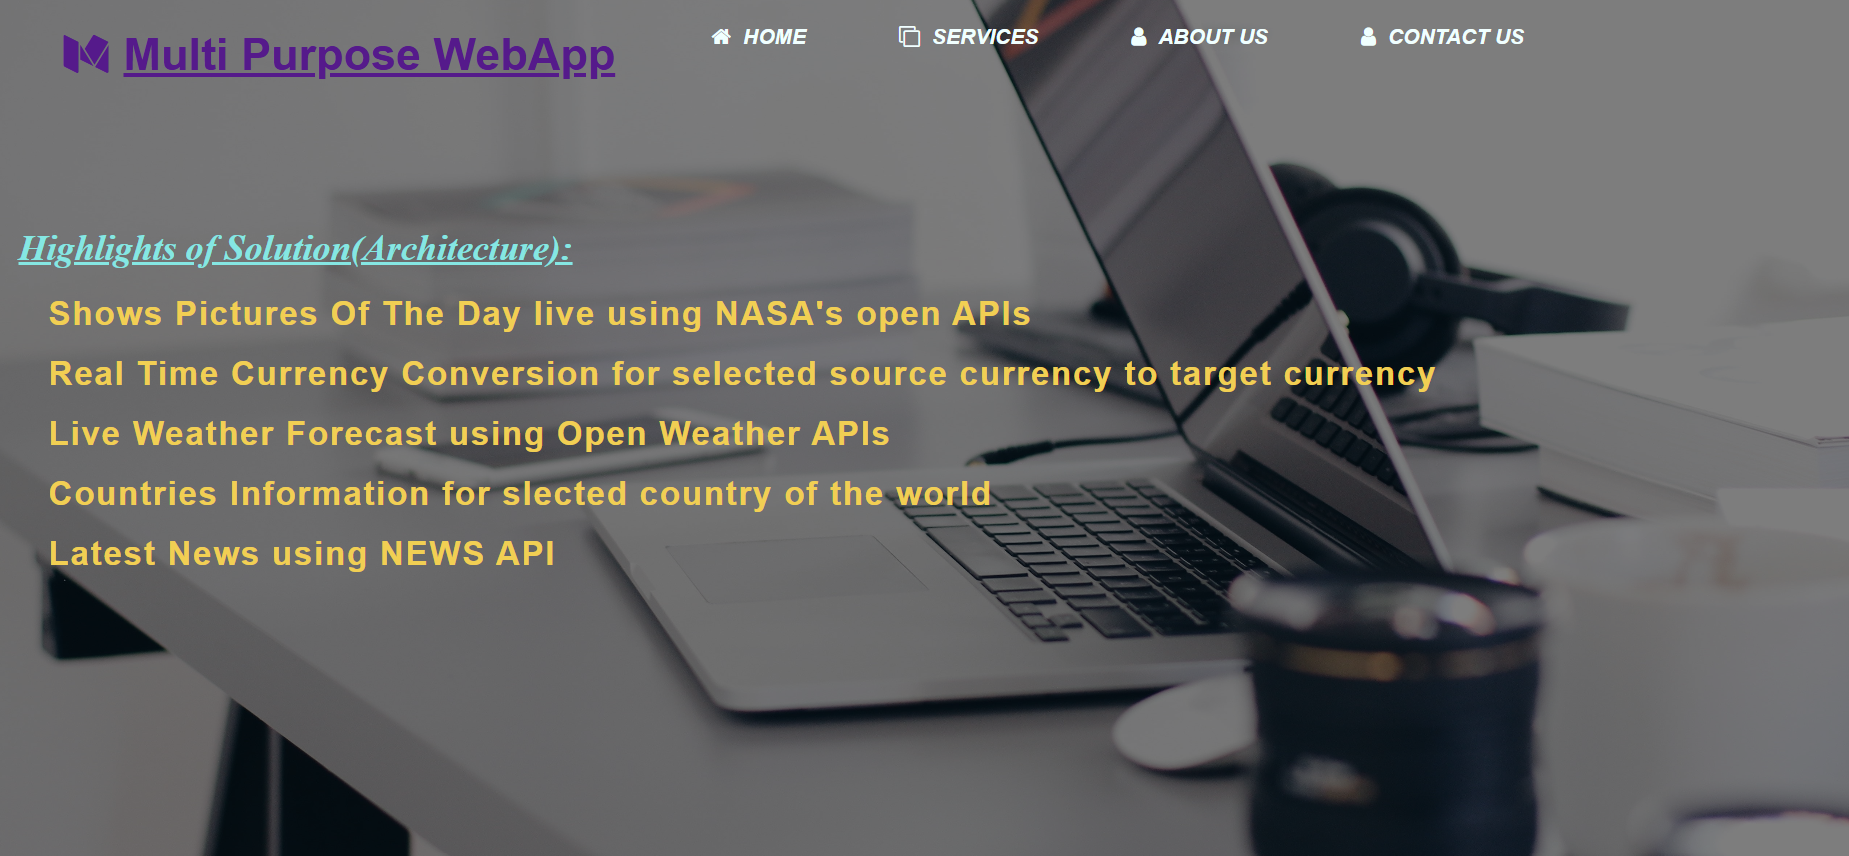 Multi Purpose WebApp
HOME
SERVICES
ABOUT US
CONTACT US
Highlights of Solution(Architecture):
Shows Pictures Of The Day live using NASA's open APIs
Real Time Currency Conversion for selected source currency to target currency
Live Weather Forecast using Open Weather APIs
Countries Information for slected country of the world
Latest News using NEWS API